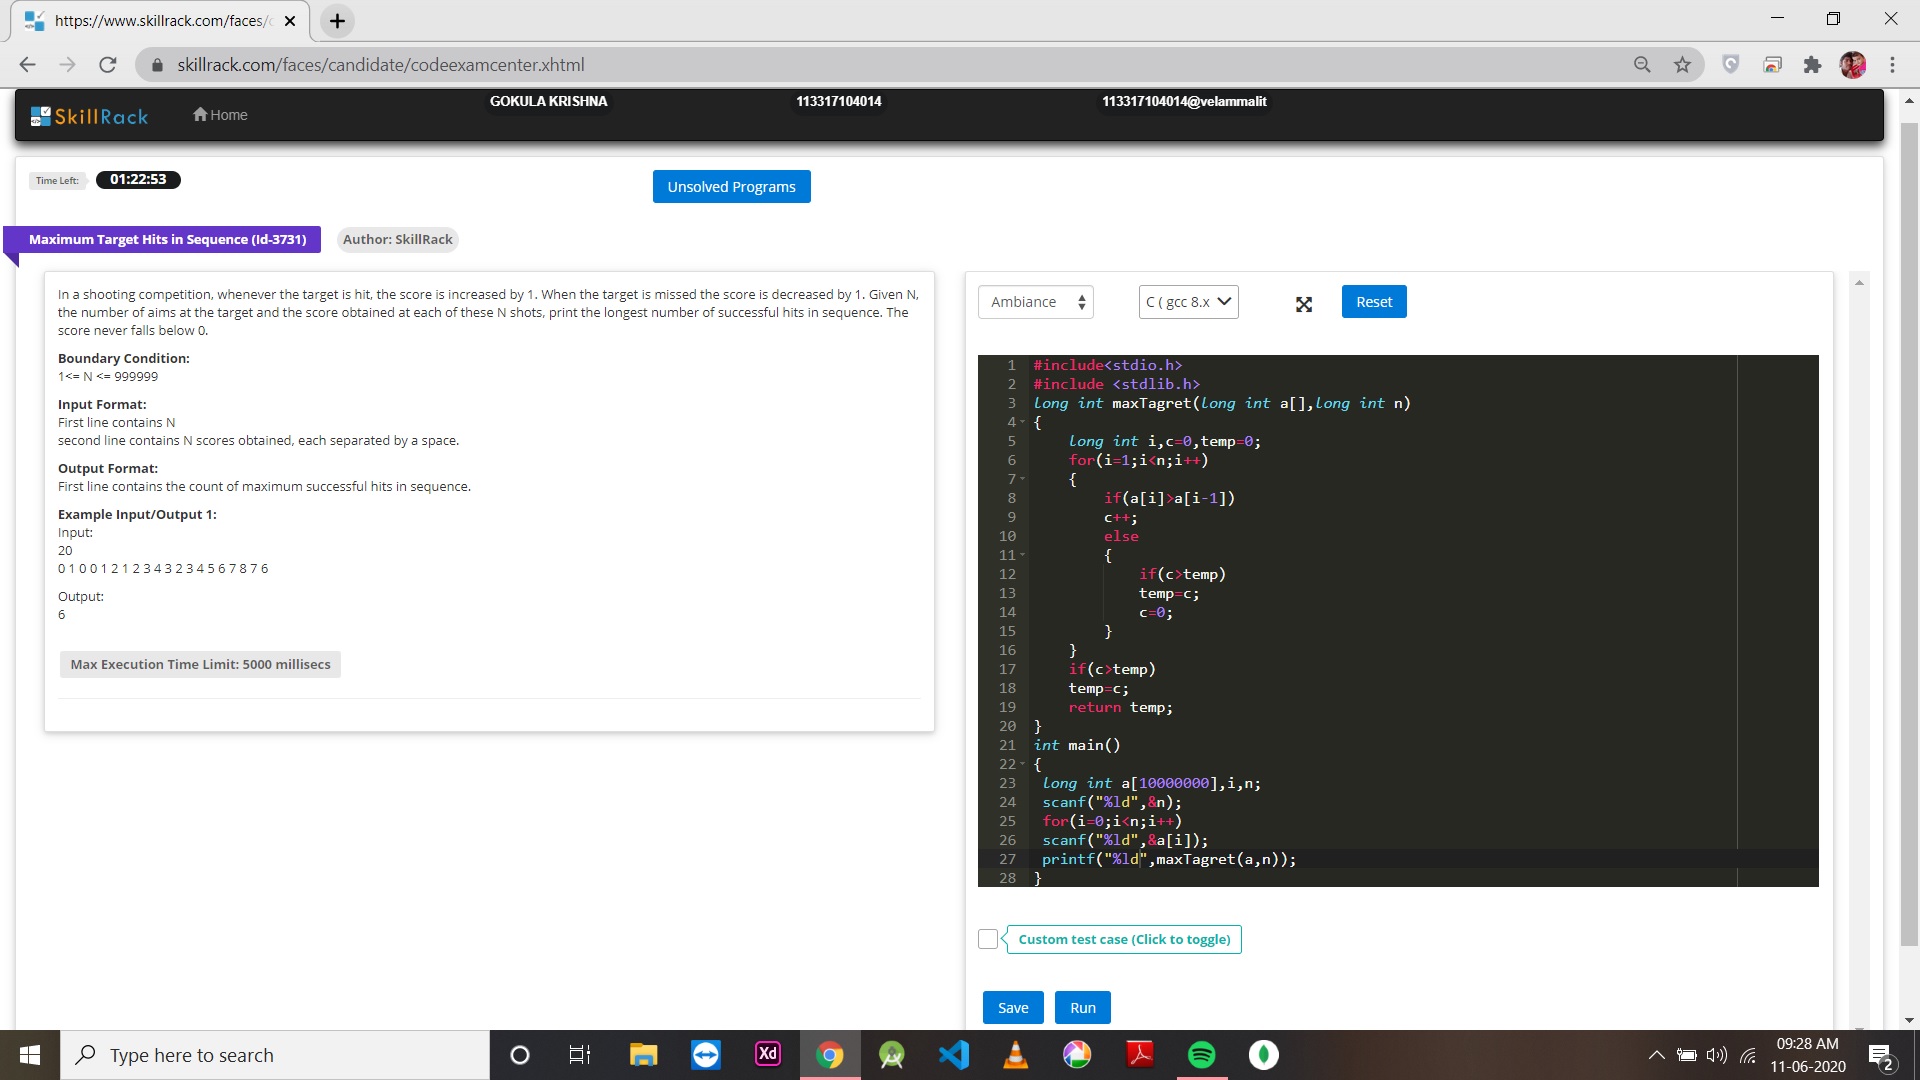 https://www.skillrack.com/faces/c
skillrack.com/faces/candidate/codeexamcenter.xhtml
SkillRack
Home
GOKULA KRISHNA
113317104014
113317104014@velammalit
Time Left:
01:22:53
Unsolved Programs
Maximum Target Hits in Sequence (Id-3731)
Author: SkillRack
In a shooting competition, whenever the target is hit, the score is increased by 1. When the target is missed the score is decreased by 1. Given N,
the number of aims at the target and the score obtained at each of these N shots, print the longest number of successful hits in sequence. The
score never falls below 0.
Boundary Condition:
1<= N <= 999999
Input Format:
First line contains N
second line contains N scores obtained, each separated by a space.
Output Format:
First line contains the count of maximum successful hits in sequence.
Example Input/Output 1:
Input:
20
0 1 0 0 1 2 1 2 3 4 3 2 3 4 5 6 7 8 7 6
Output:
6
Max Execution Time Limit: 5000 millisecs
Ambiance
C ( gcc 8.x
Reset
1 #include<stdio.h>
2 #include <stdlib.h>
3 long int maxTagret(long int a[],long int n)
4 {
5 long int i,c=0,temp=0;
6 for(i=1;i<n;i++)
7 {
8 if(a[i]>a[i-1])
9 c++;
10 else
11 {
12 if(c>temp)
13 temp=c;
14 c=0;
15 }
16 }
17 if(c>temp)
18 temp=c;
19 return temp;
20 }
21 int main()
22 {
23 long int a[10000000],i,n;
24 scanf("%ld",&n);
25 for(i=0;i<n;i++)
26 scanf("%ld",&a[i]);
27 printf("%ld",maxTagret(a,n));
28 }
Custom test case (Click to toggle)
Save
Run
Type here to search
Xd
09:28 AM
11-06-2020
2